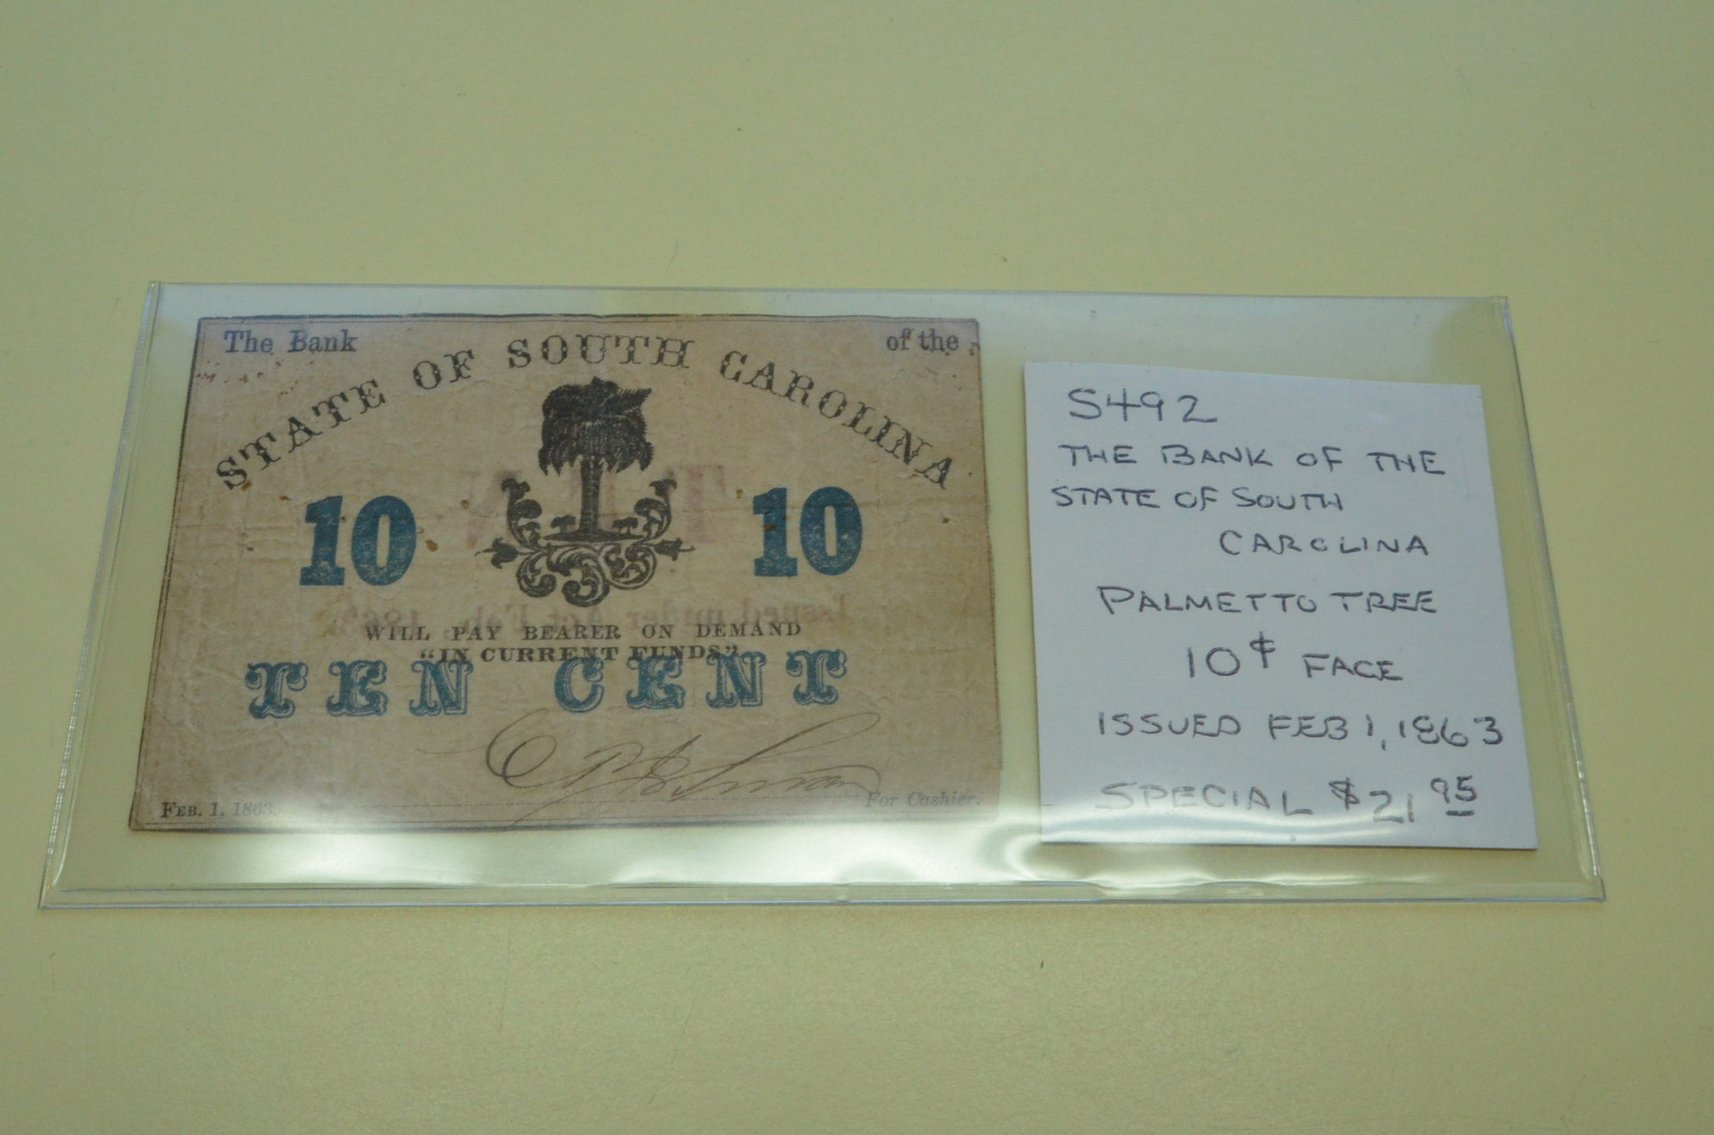 The Bank of the
STATE OF SOUTH CAROLINA
10 10
WILL PAY BEARER ON DEMAND
"IN CURRENT FUNDS"
TEN CENT
FEB. 1, 1863.
For Cashier.
S492
THE BANK OF THE
STATE OF SOUTH
CAROLINA
PALMETTO TREE
10¢ FACE
ISSUED FEB 1, 1863
SPECIAL $21 95